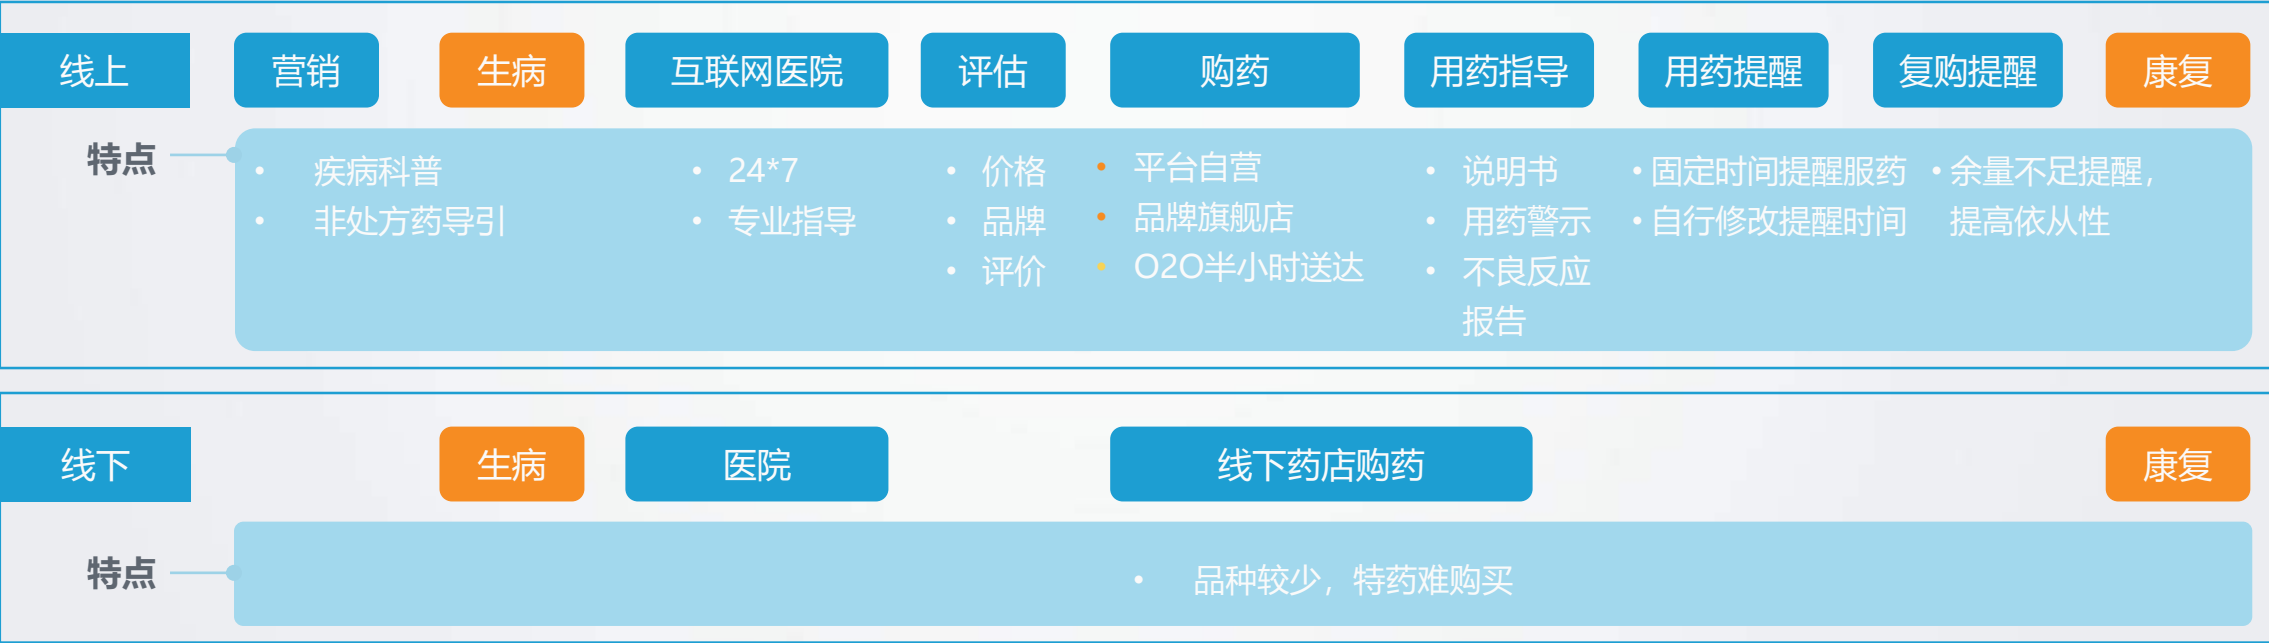 线上 营销 生病 互联网医院 评估 购药 用药指导 用药提醒 复购提醒 康复
特点
• 疾病科普
• 非处方药导引
• 24*7
• 专业指导
• 价格
• 品牌
• 评价
• 平台自营
• 品牌旗舰店
• O2O半小时送达
• 说明书
• 用药警示
• 不良反应
报告
• 固定时间提醒服药
• 自行修改提醒时间
• 余量不足提醒，
提高依从性
线下 生病 医院 线下药店购药 康复
特点
• 品种较少，特药难购买